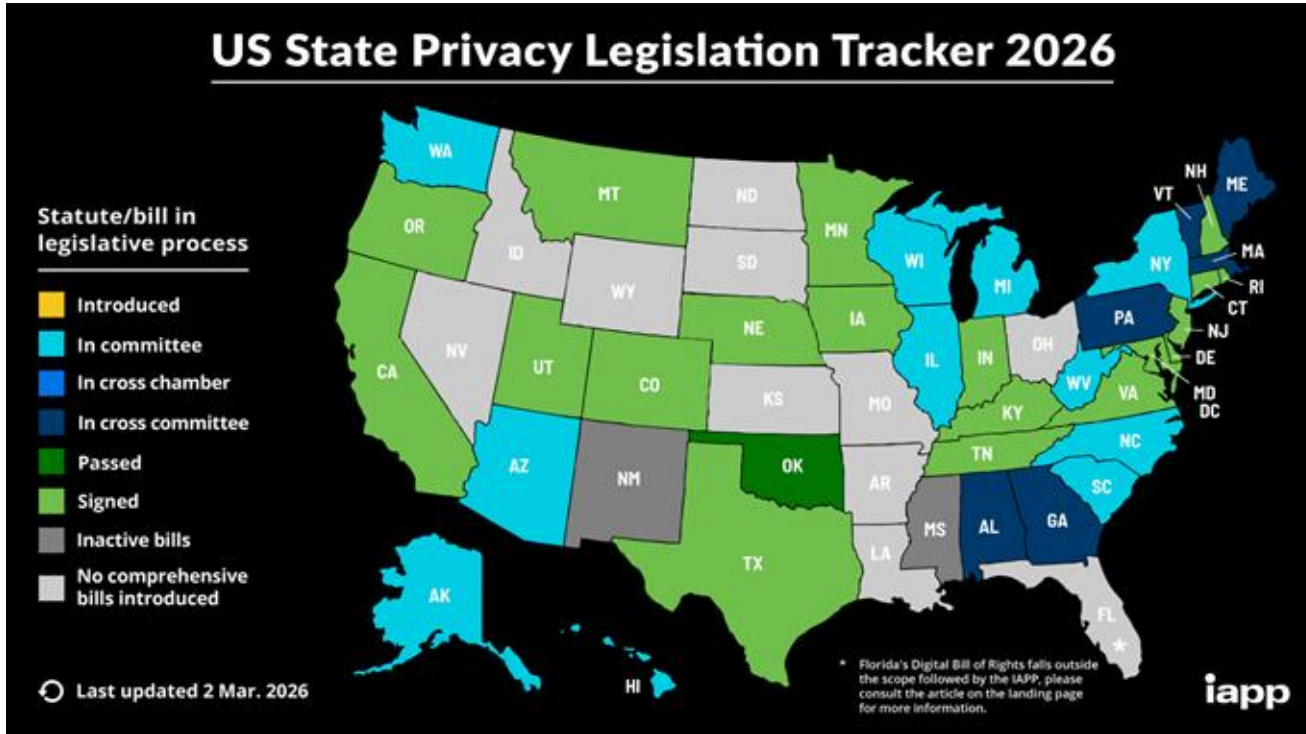 US State Privacy Legislation Tracker 2026
Statute/bill in
legislative process
Introduced
In committee
In cross chamber
In cross committee
Passed
Signed
Inactive bills
No comprehensive
bills introduced
Last updated 2 Mar. 2026
WA
MT
ND
MN
OR
ID
SD
WI
MI
NY
VT
NH
ME
MA
RI
CT
WY
NE
IA
PA
NJ
NV
UT
CO
IL
IN
OH
DE
MD
DC
CA
KS
MO
WV
VA
KY
AZ
NM
OK
AR
TN
NC
SC
TX
LA
MS
AL
GA
FL
*
AK
HI
* Florida's Digital Bill of Rights falls outside
the scope followed by the IAPP, please
consult the article on the landing page
for more information.
iapp